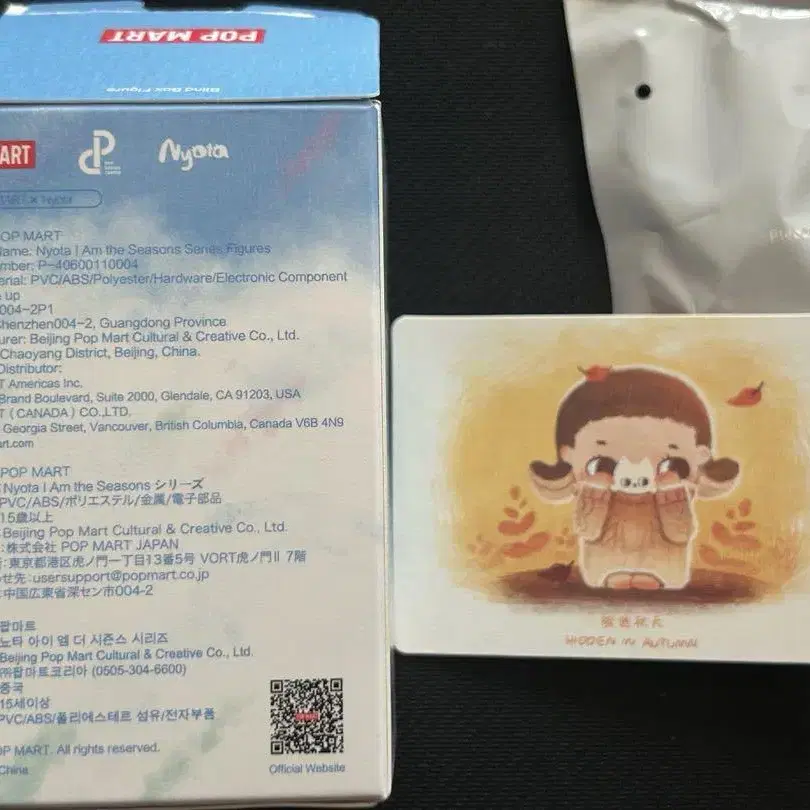 POP MART
Blind Box Figure
MART
Nyota
MART × Nyota
POP MART
Name: Nyota I Am the Seasons Series Figures
mber: P-40600110004
erial: PVC/ABS/Polyester/Hardware/Electronic Component
e up
004-2P1
Shenzhen004-2, Guangdong Province
urer: Beijing Pop Mart Cultural & Creative Co., Ltd.
Chaoyang District, Beijing, China.
Distributor:
T Americas Inc.
Brand Boulevard, Suite 2000, Glendale, CA 91203, USA
T (CANADA) CO.,LTD.
Georgia Street, Vancouver, British Columbia, Canada V6B 4N9
art.com
POP MART
Nyota I Am the Seasons シリーズ
PVC/ABS/ポリエステル/金属/電子部品
15歳以上
Beijing Pop Mart Cultural & Creative Co., Ltd.
:株式会社 POP MART JAPAN
:東京都港区虎ノ門一丁目13番5号 VORT虎ノ門Ⅱ 7階
せ先:usersupport@popmart.co.jp
:中国広東省深セン市004-2
팝마트
노타 아이 엠 더 시즌스 시리즈
Beijing Pop Mart Cultural & Creative Co., Ltd.
㈜팝마트코리아 (0505-304-6600)
중국
15세이상
PVC/ABS/폴리에스테르 섬유/전자부품
OP MART. All rights reserved.
China
Official Website
HIDDEN IN AUTUMN